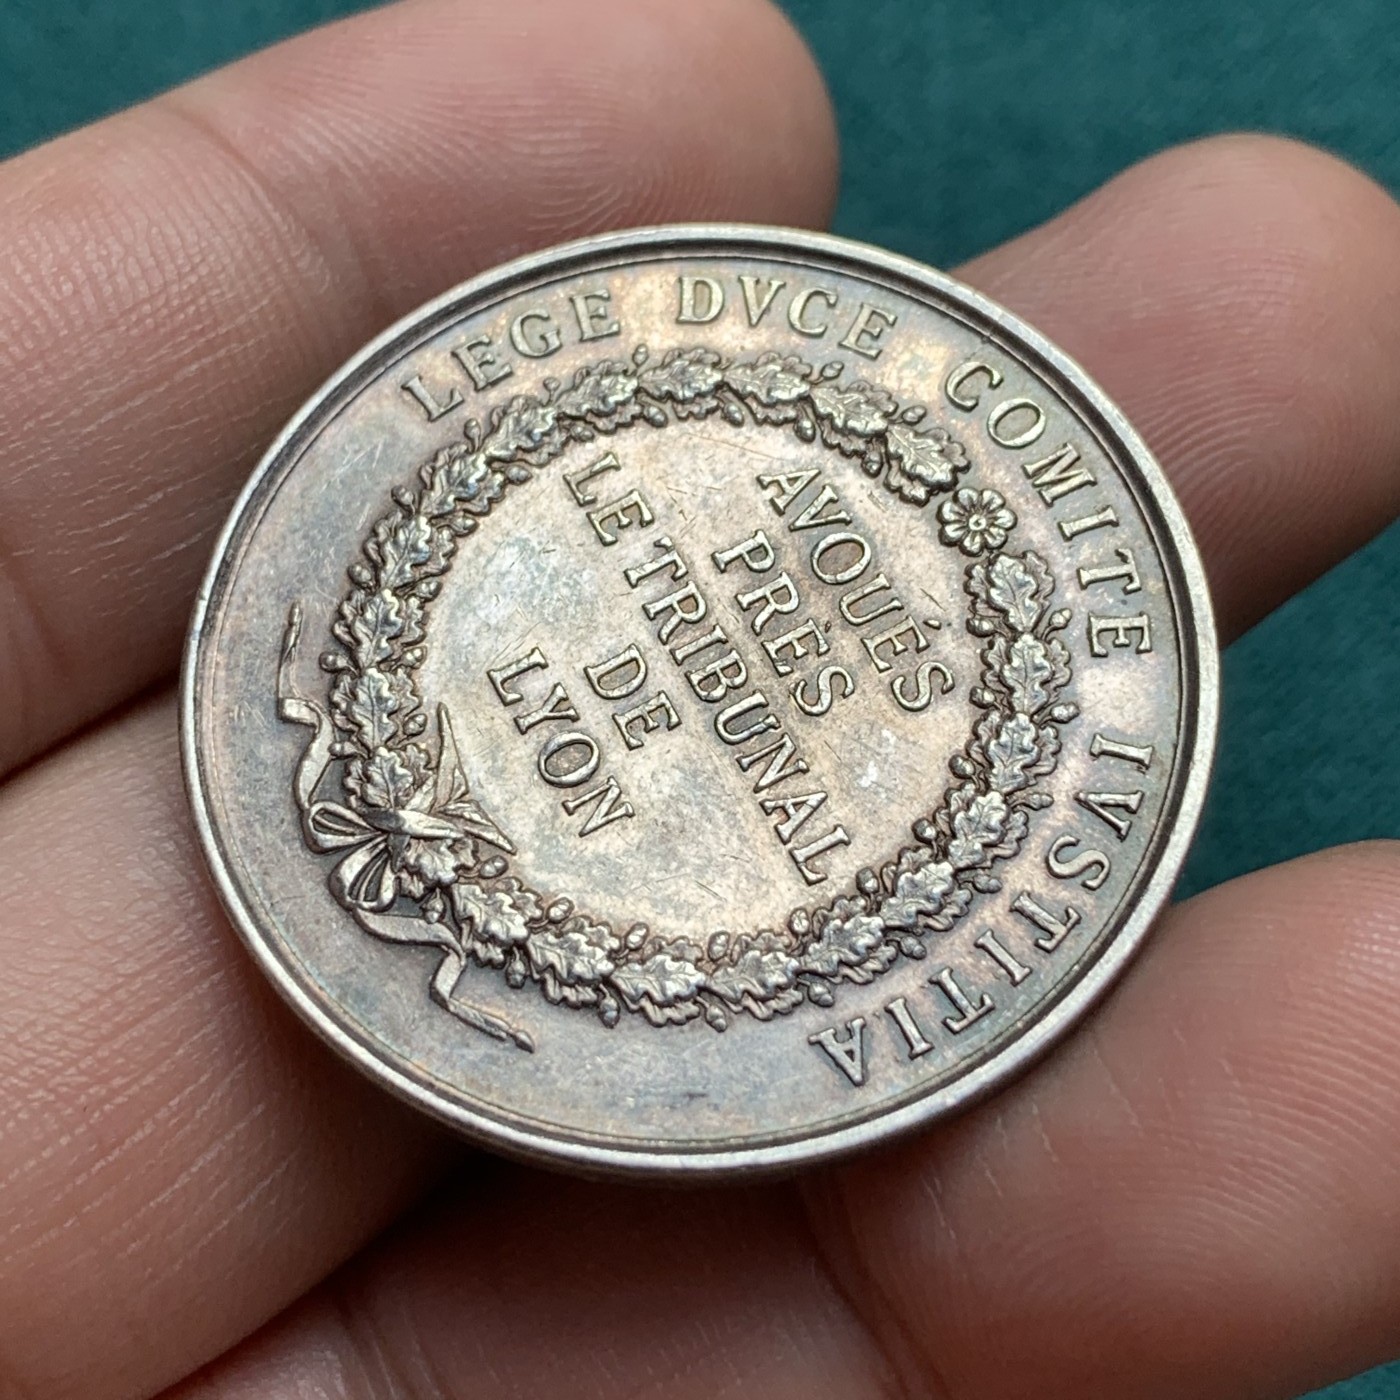 LEGE DVCE COMITE IVSTITIA
AVOUÉS
PRÈS
LE TRIBUNAL
DE
LYON